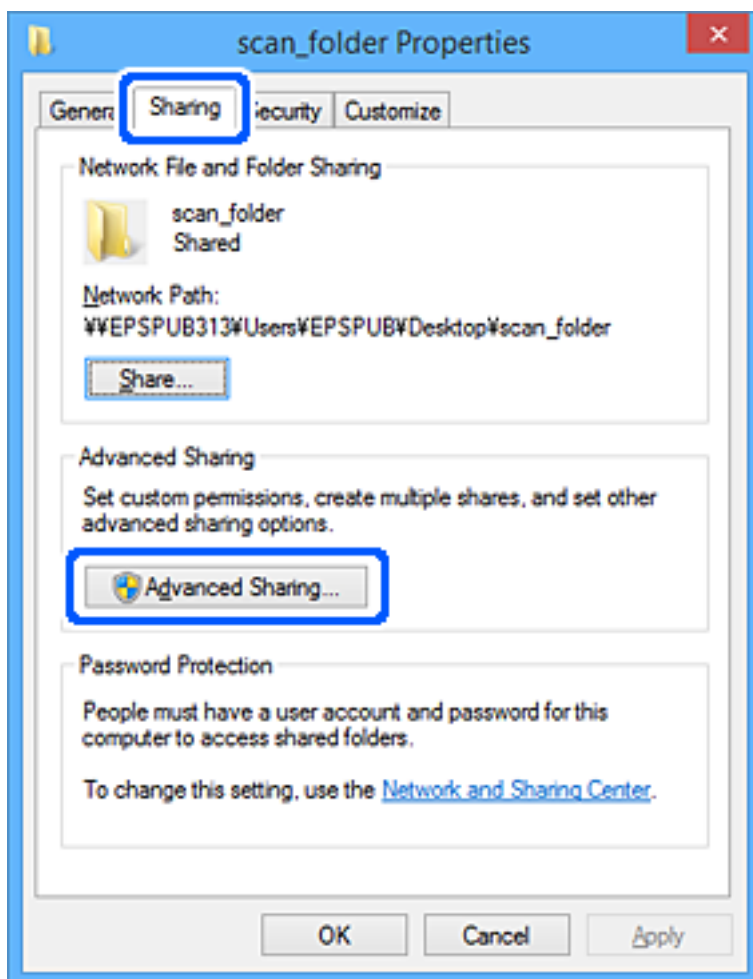 scan_folder Properties
General Sharing Security Customize
Network File and Folder Sharing
scan_folder
Shared
Network Path:
¥¥EPSPUB313¥Users¥EPSPUB¥Desktop¥scan_folder
Share...
Advanced Sharing
Set custom permissions, create multiple shares, and set other
advanced sharing options.
Advanced Sharing...
Password Protection
People must have a user account and password for this
computer to access shared folders.
To change this setting, use the Network and Sharing Center.
OK Cancel Apply